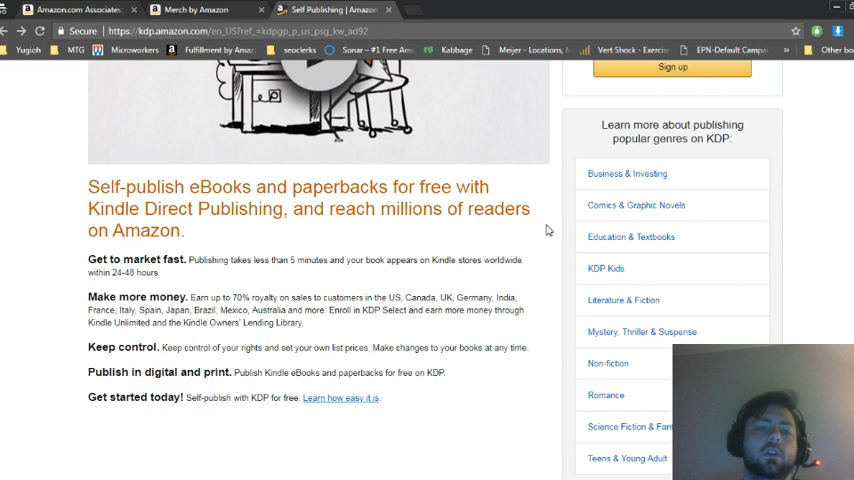 Amazon.com Associates:
Merch by Amazon
Self Publishing | Amazon
Secure
https://kdp.amazon.com/en_US?ref_=kdpgp_p_us_psg_kw_ad92
Yugioh
MTG
Microworkers
Fulfillment by Amaz
seoclerks
Sonar – #1 Free Am
Kabbage
Meijer - Locations,
Vert Shock - Exercis
EPN-Default Campa
»
Other bo
Sign up
Learn more about publishing
popular genres on KDP:
Business & Investing
Comics & Graphic Novels
Education & Textbooks
KDP Kids
Literature & Fiction
Mystery, Thriller & Suspense
Non-fiction
Romance
Science Fiction & Fant
Teens & Young Adult
Self-publish eBooks and paperbacks for free with
Kindle Direct Publishing, and reach millions of readers
on Amazon.
Get to market fast. Publishing takes less than 5 minutes and your book appears on Kindle stores worldwide
within 24-48 hours.
Make more money. Earn up to 70% royalty on sales to customers in the US, Canada, UK, Germany, India,
France, Italy, Spain, Japan, Brazil, Mexico, Australia and more. Enroll in KDP Select and earn more money through
Kindle Unlimited and the Kindle Owners' Lending Library.
Keep control. Keep control of your rights and set your own list prices. Make changes to your books at any time.
Publish in digital and print. Publish Kindle eBooks and paperbacks for free on KDP.
Get started today! Self-publish with KDP for free. Learn how easy it is.